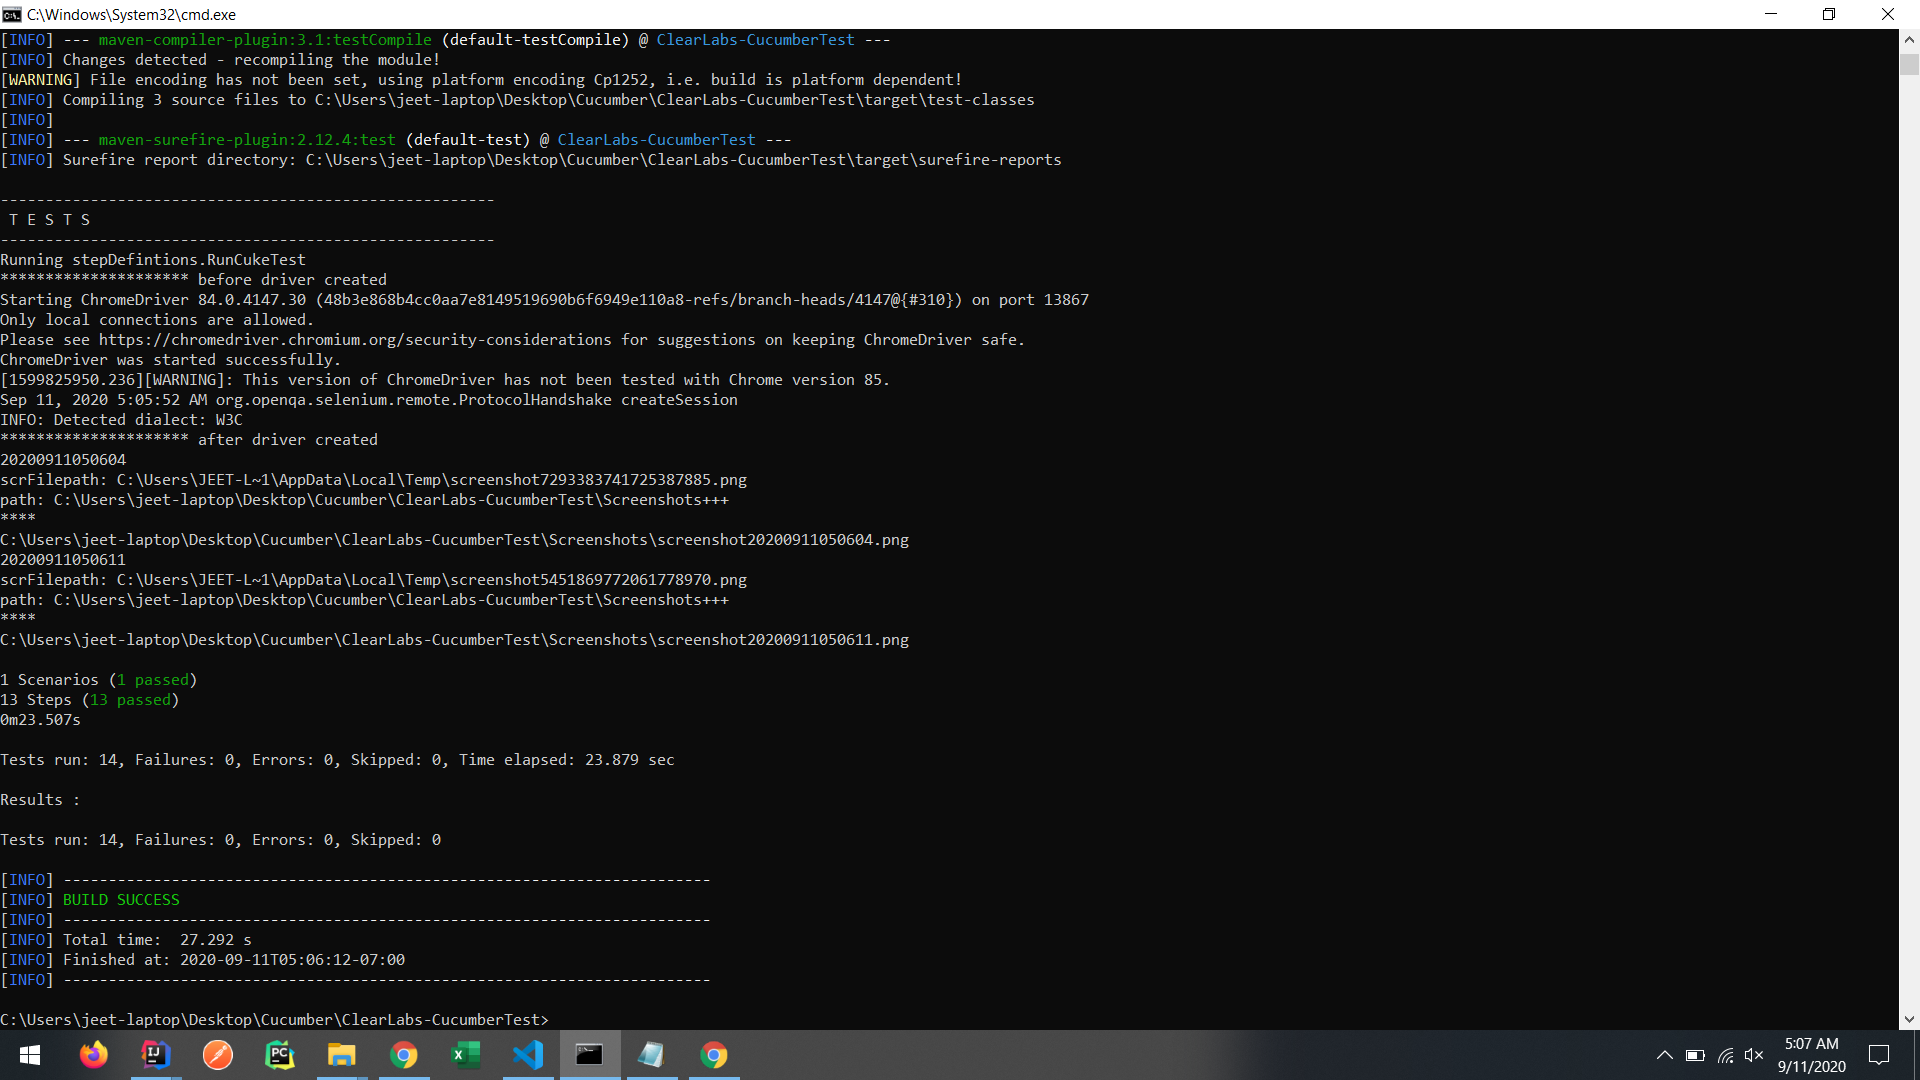 C:\Windows\System32\cmd.exe
[INFO] --- maven-compiler-plugin:3.1:testCompile (default-testCompile) @ ClearLabs-CucumberTest ---
[INFO] Changes detected - recompiling the module!
[WARNING] File encoding has not been set, using platform encoding Cp1252, i.e. build is platform dependent!
[INFO] Compiling 3 source files to C:\Users\jeet-laptop\Desktop\Cucumber\ClearLabs-CucumberTest\target\test-classes
[INFO]
[INFO] --- maven-surefire-plugin:2.12.4:test (default-test) @ ClearLabs-CucumberTest ---
[INFO] Surefire report directory: C:\Users\jeet-laptop\Desktop\Cucumber\ClearLabs-CucumberTest\target\surefire-reports
-------------------------------------------------------
 T E S T S
-------------------------------------------------------
Running stepDefintions.RunCukeTest
********************* before driver created
Starting ChromeDriver 84.0.4147.30 (48b3e868b4cc0aa7e8149519690b6f6949e110a8-refs/branch-heads/4147@{#310}) on port 13867
Only local connections are allowed.
Please see https://chromedriver.chromium.org/security-considerations for suggestions on keeping ChromeDriver safe.
ChromeDriver was started successfully.
[1599825950.236][WARNING]: This version of ChromeDriver has not been tested with Chrome version 85.
Sep 11, 2020 5:05:52 AM org.openqa.selenium.remote.ProtocolHandshake createSession
INFO: Detected dialect: W3C
********************* after driver created
20200911050604
scrFilepath: C:\Users\JEET-L~1\AppData\Local\Temp\screenshot7293383741725387885.png
path: C:\Users\jeet-laptop\Desktop\Cucumber\ClearLabs-CucumberTest\Screenshots+++
****
C:\Users\jeet-laptop\Desktop\Cucumber\ClearLabs-CucumberTest\Screenshots\screenshot20200911050604.png
20200911050611
scrFilepath: C:\Users\JEET-L~1\AppData\Local\Temp\screenshot5451869772061778970.png
path: C:\Users\jeet-laptop\Desktop\Cucumber\ClearLabs-CucumberTest\Screenshots+++
****
C:\Users\jeet-laptop\Desktop\Cucumber\ClearLabs-CucumberTest\Screenshots\screenshot20200911050611.png
1 Scenarios (1 passed)
13 Steps (13 passed)
0m23.507s
Tests run: 14, Failures: 0, Errors: 0, Skipped: 0, Time elapsed: 23.879 sec
Results :
Tests run: 14, Failures: 0, Errors: 0, Skipped: 0
[INFO] ------------------------------------------------------------------------
[INFO] BUILD SUCCESS
[INFO] ------------------------------------------------------------------------
[INFO] Total time:  27.292 s
[INFO] Finished at: 2020-09-11T05:06:12-07:00
[INFO] ------------------------------------------------------------------------
C:\Users\jeet-laptop\Desktop\Cucumber\ClearLabs-CucumberTest>
5:07 AM
9/11/2020